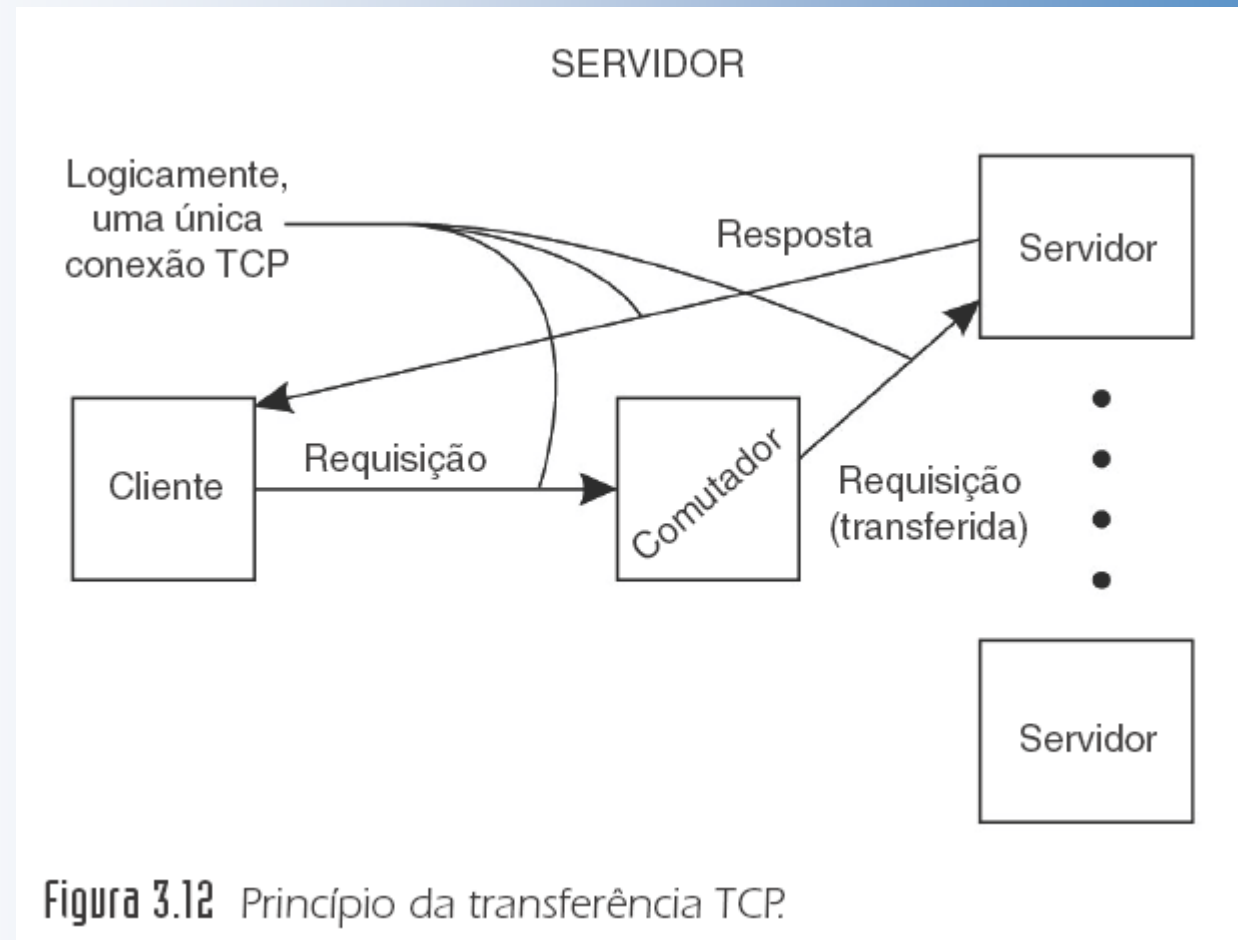 SERVIDOR
Logicamente,
uma única
conexão TCP
Resposta
Servidor
Cliente
Requisição
Comutador
Requisição
(transferida)
Servidor
Figura 3.12 Princípio da transferência TCP.